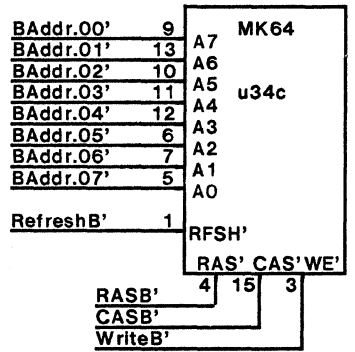 BAddr.00' 9 A7 MK64
BAddr.01' 13 A6
BAddr.02' 10 A5
BAddr.03' 11 A4 u34c
BAddr.04' 12 A3
BAddr.05' 6 A2
BAddr.06' 7 A1
BAddr.07' 5 A0
RefreshB' 1 RFSH'
RAS' CAS' WE'
4 15 3
RASB'
CASB'
WriteB'